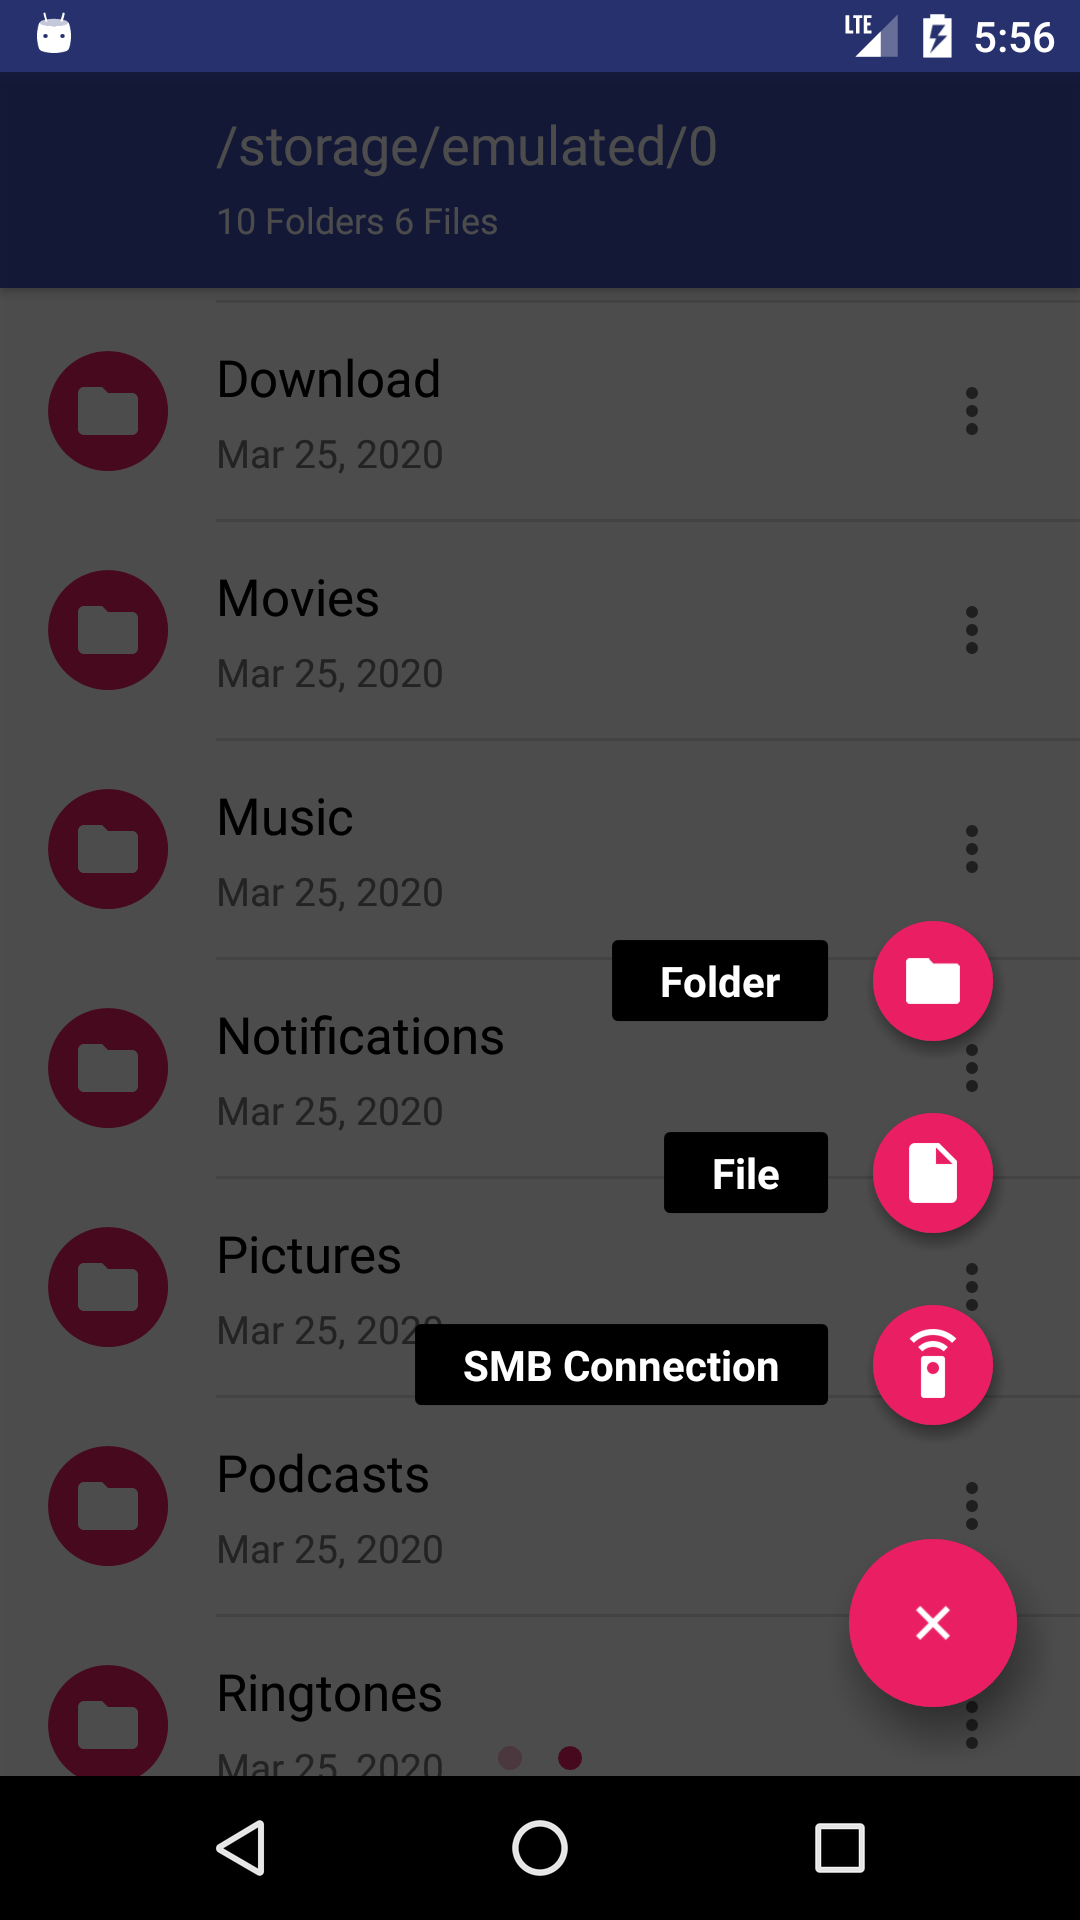 LTE 5:56
/storage/emulated/0
10 Folders 6 Files
Download
Mar 25, 2020
Movies
Mar 25, 2020
Music
Mar 25, 2020
Folder
Notifications
Mar 25, 2020
File
Pictures
Mar 25, 2020
SMB Connection
Podcasts
Mar 25, 2020
Ringtones
Mar 25, 2020